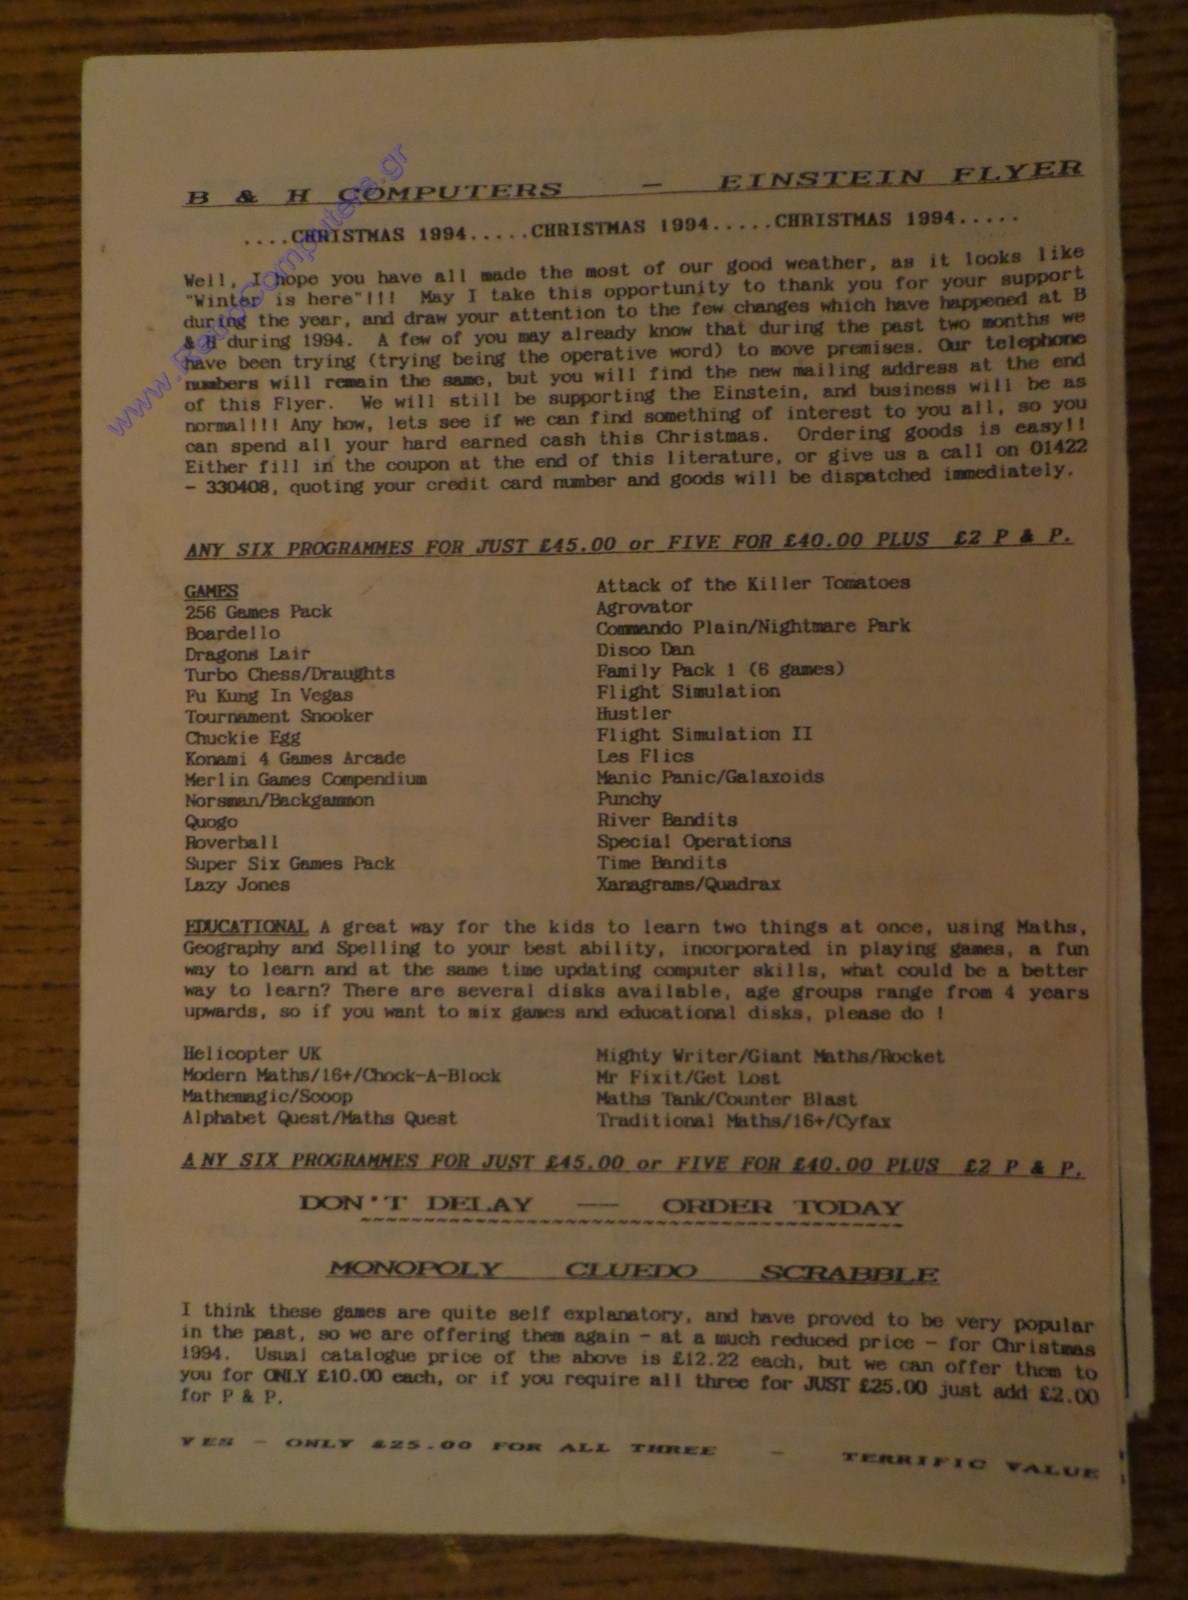 B & H COMPUTERS - EINSTEIN FLYER
....CHRISTMAS 1994.....CHRISTMAS 1994.....CHRISTMAS 1994.....
Well, I hope you have all made the most of our good weather, as it looks like
"Winter is here"!!! May I take this opportunity to thank you for your support
during the year, and draw your attention to the few changes which have happened at B
& H during 1994. A few of you may already know that during the past two months we
have been trying (trying being the operative word) to move premises. Our telephone
numbers will remain the same, but you will find the new mailing address at the end
of this Flyer. We will still be supporting the Einstein, and business will be as
normal!!! Any how, lets see if we can find something of interest to you all, so you
can spend all your hard earned cash this Christmas. Ordering goods is easy!!
Either fill in the coupon at the end of this literature, or give us a call on 01422
- 330408, quoting your credit card number and goods will be dispatched immediately.
ANY SIX PROGRAMMES FOR JUST £45.00 or FIVE FOR £40.00 PLUS £2 P & P.
GAMES
256 Games Pack
Boardello
Dragons Lair
Turbo Chess/Draughts
Fu Kung In Vegas
Tournament Snooker
Chuckie Egg
Konami 4 Games Arcade
Merlin Games Compendium
Norsman/Backgammon
Quogo
Roverball
Super Six Games Pack
Lazy Jones
Attack of the Killer Tomatoes
Agrovator
Commando Plain/Nightmare Park
Disco Dan
Family Pack 1 (6 games)
Flight Simulation
Hustler
Flight Simulation II
Les Flics
Manic Panic/Galaxoids
Punchy
River Bandits
Special Operations
Time Bandits
Xanagrams/Quadrax
EDUCATIONAL A great way for the kids to learn two things at once, using Maths,
Geography and Spelling to your best ability, incorporated in playing games, a fun
way to learn and at the same time updating computer skills, what could be a better
way to learn? There are several disks available, age groups range from 4 years
upwards, so if you want to mix games and educational disks, please do !
Helicopter UK
Modern Maths/16+/Chock-A-Block
Mathemagic/Scoop
Alphabet Quest/Maths Quest
Mighty Writer/Giant Maths/Rocket
Mr Fixit/Get Lost
Maths Tank/Counter Blast
Traditional Maths/16+/Cyfax
ANY SIX PROGRAMMES FOR JUST £45.00 or FIVE FOR £40.00 PLUS £2 P & P.
DON'T DELAY -- ORDER TODAY
MONOPOLY CLUEDO SCRABBLE
I think these games are quite self explanatory, and have proved to be very popular
in the past, so we are offering them again - at a much reduced price - for Christmas
1994. Usual catalogue price of the above is £12.22 each, but we can offer them to
you for ONLY £10.00 each, or if you require all three for JUST £25.00 just add £2.00
for P & P.
YES - ONLY £25.00 FOR ALL THREE - TERRIFIC VALUE